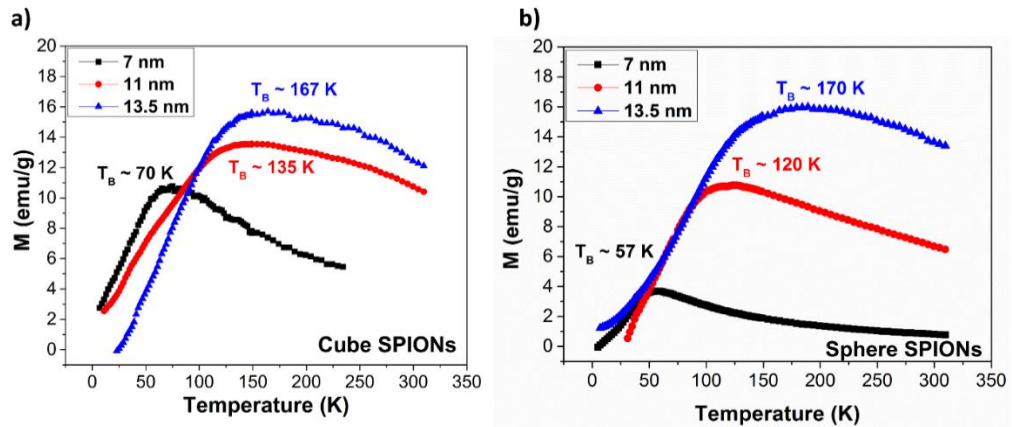 a)
20
18
16
14
12
10
8
6
4
2
0
M (emu/g)
7 nm
11 nm
13.5 nm
T_B ~ 167 K
T_B ~ 135 K
T_B ~ 70 K
Cube SPIONs
0 50 100 150 200 250 300 350
Temperature (K)
b)
20
18
16
14
12
10
8
6
4
2
0
M (emu/g)
7 nm
11 nm
13.5 nm
T_B ~ 170 K
T_B ~ 120 K
T_B ~ 57 K
Sphere SPIONs
0 50 100 150 200 250 300 350
Temperature (K)